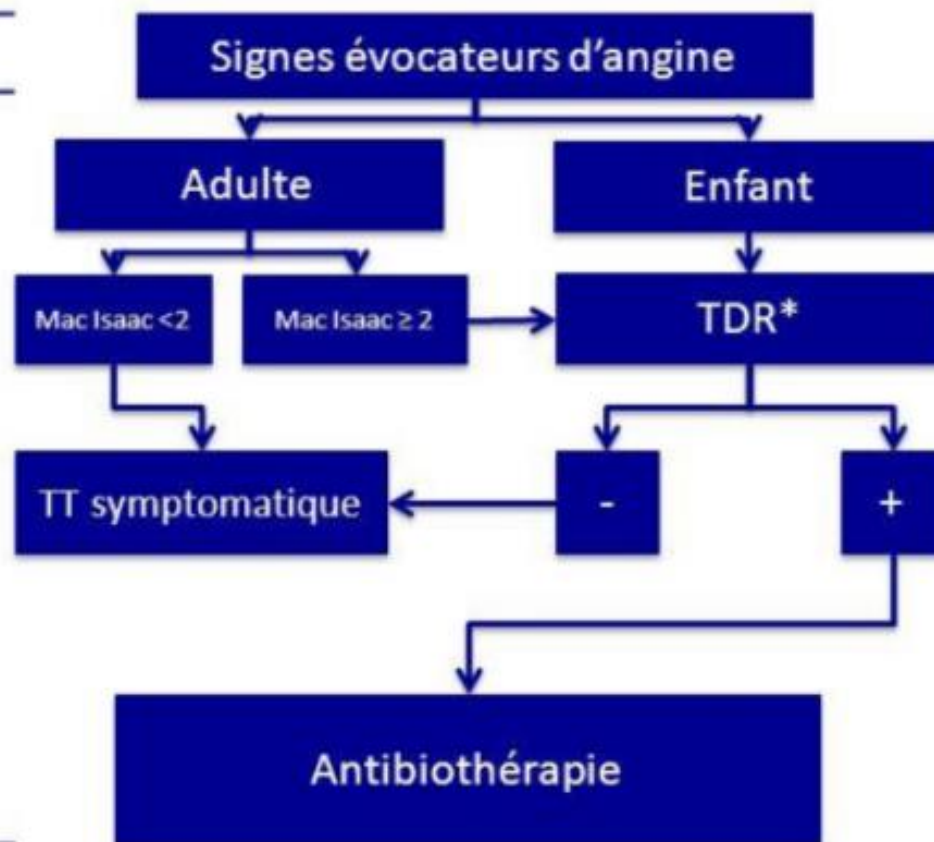 Signes évocateurs d'angine
Adulte
Enfant
Mac Isaac <2
Mac Isaac ≥ 2
TDR*
TT symptomatique
-
+
Antibiothérapie